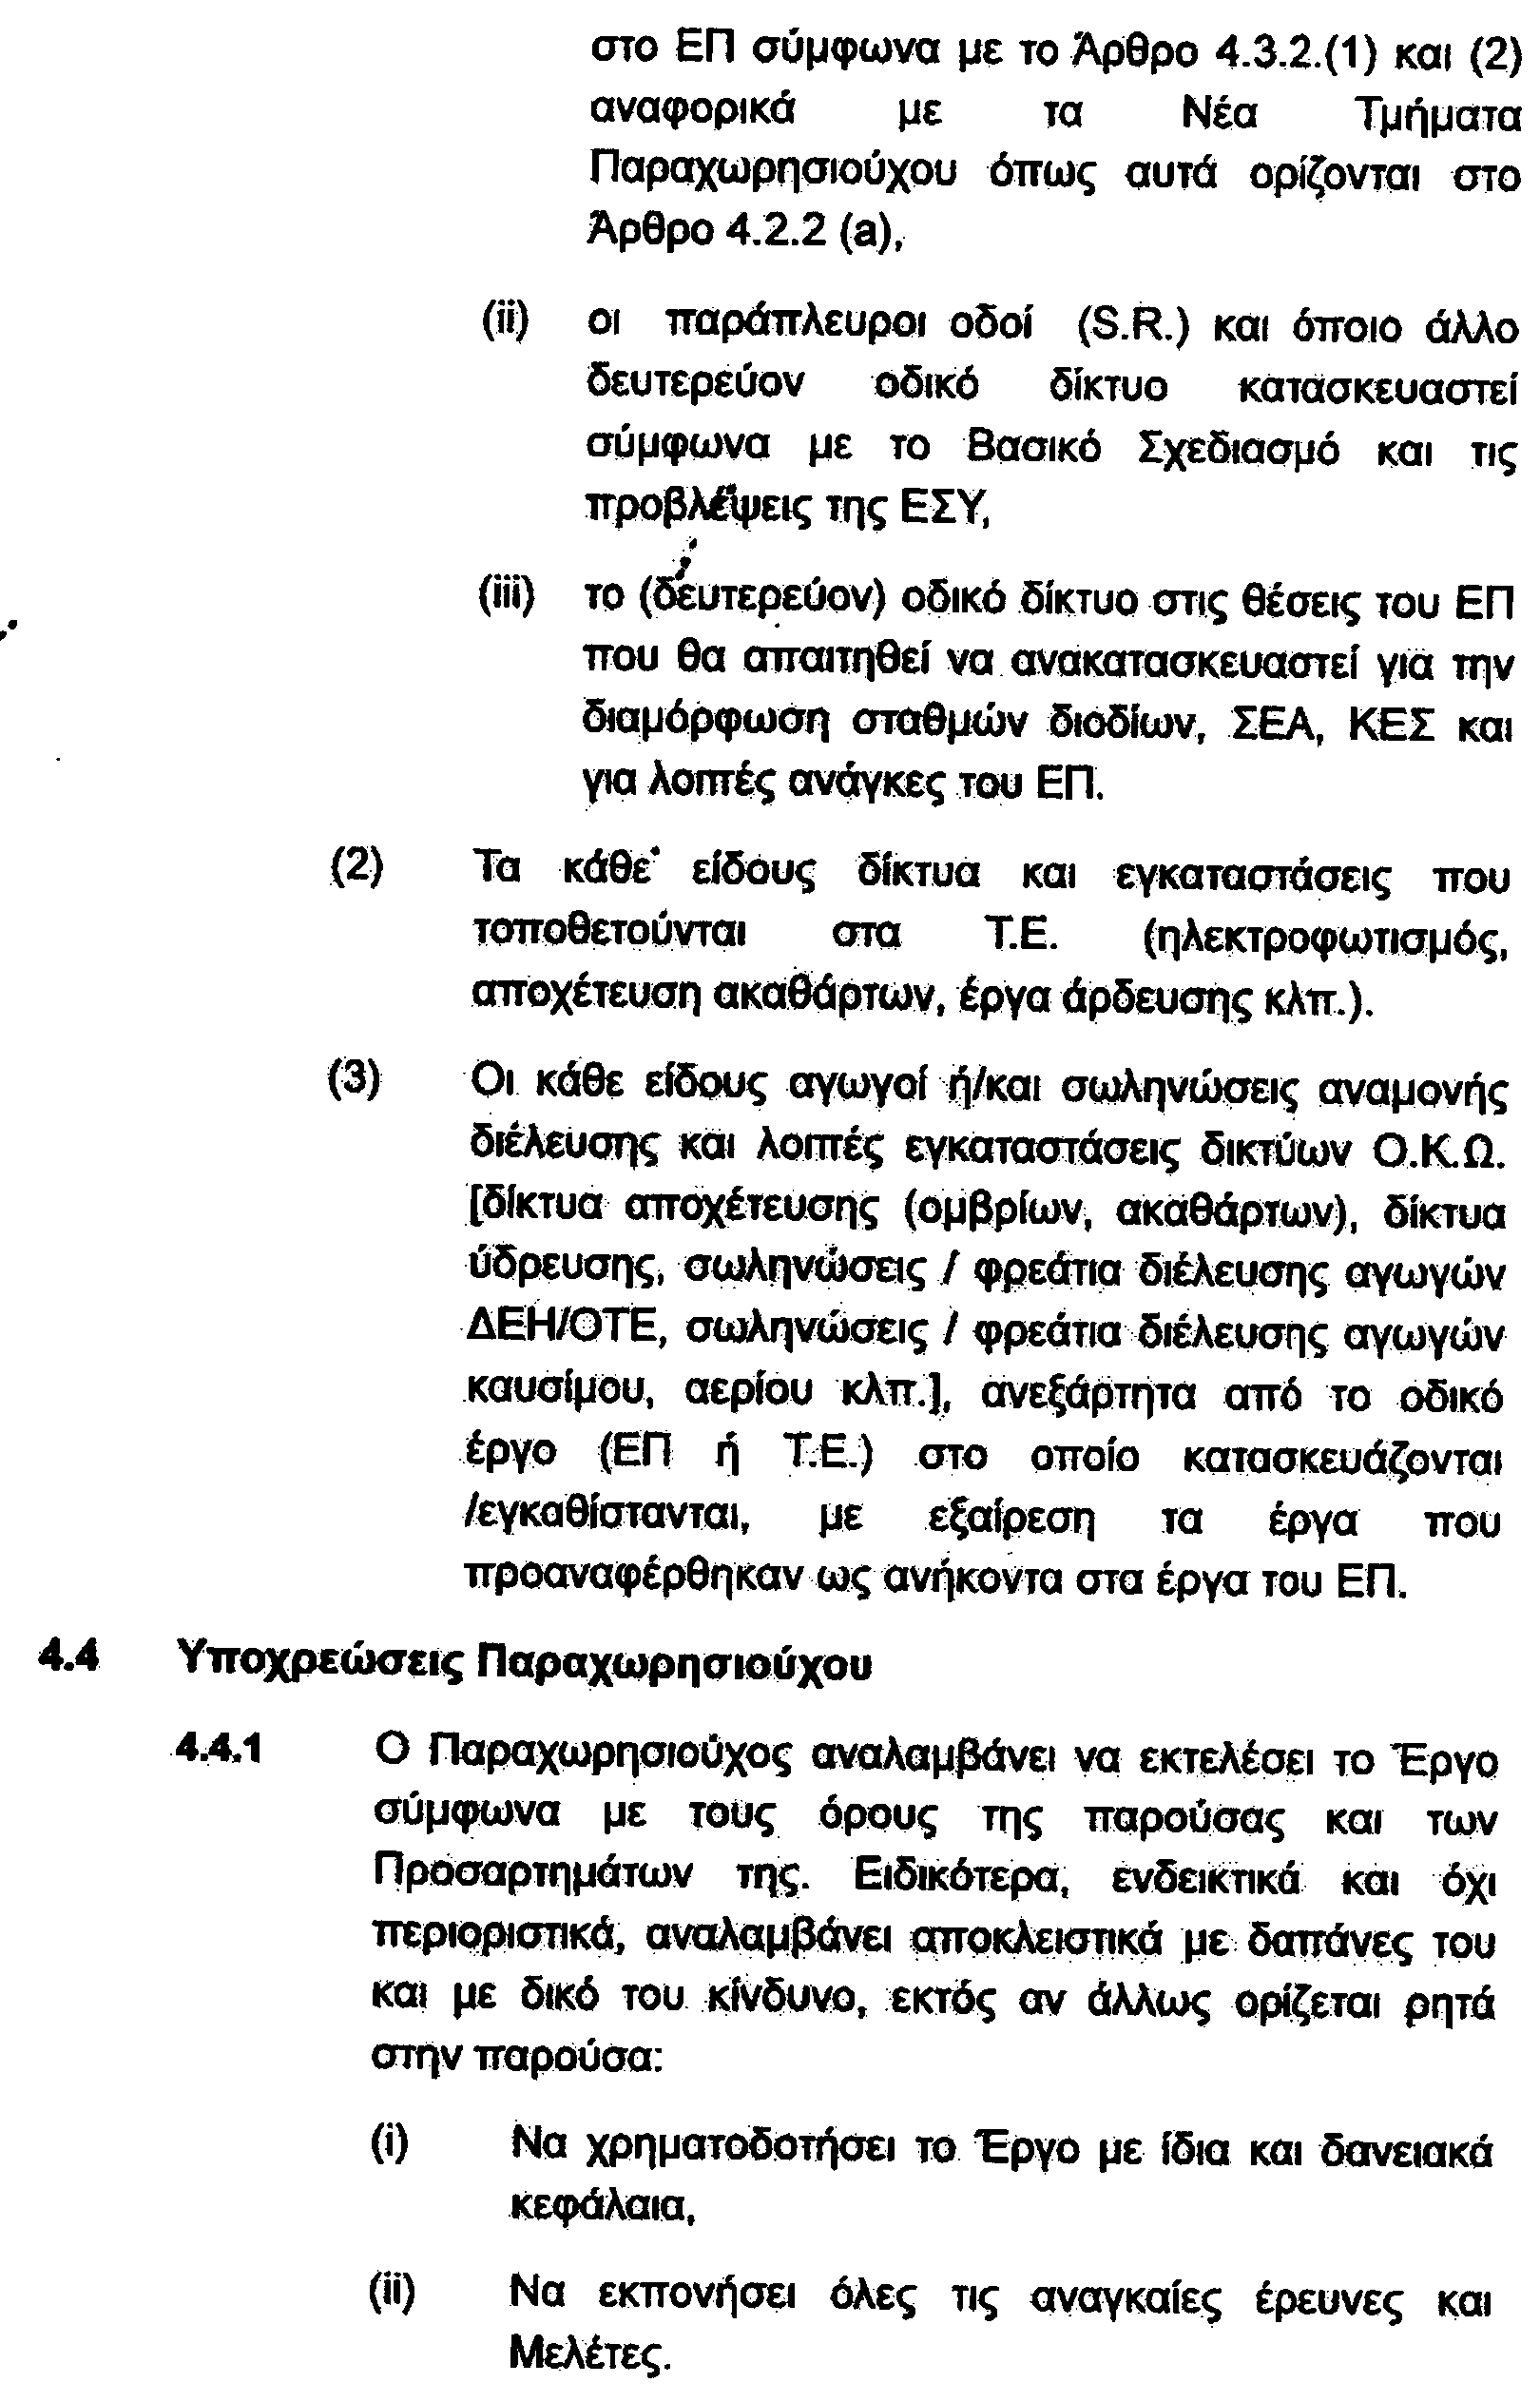 στο ΕΠ σύμφωνα με το Άρθρο 4.3.2.(1) και (2)
αναφορικά με τα Νέα Τμήματα
Παραχωρησιούχου όπως αυτά ορίζονται στο
Άρθρο 4.2.2 (a),
(ii) οι παράπλευροι οδοί (S.R.) και όποιο άλλο
δευτερεύον οδικό δίκτυο κατασκευαστεί
σύμφωνα με το Βασικό Σχεδιασμό και τις
προβλέψεις της ΕΣΥ,
(iii) το (δευτερεύον) οδικό δίκτυο στις θέσεις του ΕΠ
που θα απαιτηθεί να ανακατασκευαστεί για την
διαμόρφωση σταθμών διοδίων, ΣΕΑ, ΚΕΣ και
για λοιπές ανάγκες του ΕΠ.
(2) Τα κάθε είδους δίκτυα και εγκαταστάσεις που
τοποθετούνται στα Τ.Ε. (ηλεκτροφωτισμός,
αποχέτευση ακαθάρτων, έργα άρδευσης κλπ.).
(3) Οι κάθε είδους αγωγοί ή/και σωληνώσεις αναμονής
διέλευσης και λοιπές εγκαταστάσεις δικτύων Ο.Κ.Ω.
[δίκτυα αποχέτευσης (ομβρίων, ακαθάρτων), δίκτυα
ύδρευσης, σωληνώσεις / φρεάτια διέλευσης αγωγών
ΔΕΗ/ΟΤΕ, σωληνώσεις / φρεάτια διέλευσης αγωγών
καυσίμου, αερίου κλπ.], ανεξάρτητα από το οδικό
έργο (ΕΠ ή Τ.Ε.) στο οποίο κατασκευάζονται
/εγκαθίστανται, με εξαίρεση τα έργα που
προαναφέρθηκαν ως ανήκοντα στα έργα του ΕΠ.
4.4 Υποχρεώσεις Παραχωρησιούχου
4.4.1 Ο Παραχωρησιούχος αναλαμβάνει να εκτελέσει το Έργο
σύμφωνα με τους όρους της παρούσας και των
Προσαρτημάτων της. Ειδικότερα, ενδεικτικά και όχι
περιοριστικά, αναλαμβάνει αποκλειστικά με δαπάνες του
και με δικό του κίνδυνο, εκτός αν άλλως ορίζεται ρητά
στην παρούσα:
(i) Να χρηματοδοτήσει το Έργο με ίδια και δανειακά
κεφάλαια,
(ii) Να εκπονήσει όλες τις αναγκαίες έρευνες και
Μελέτες.